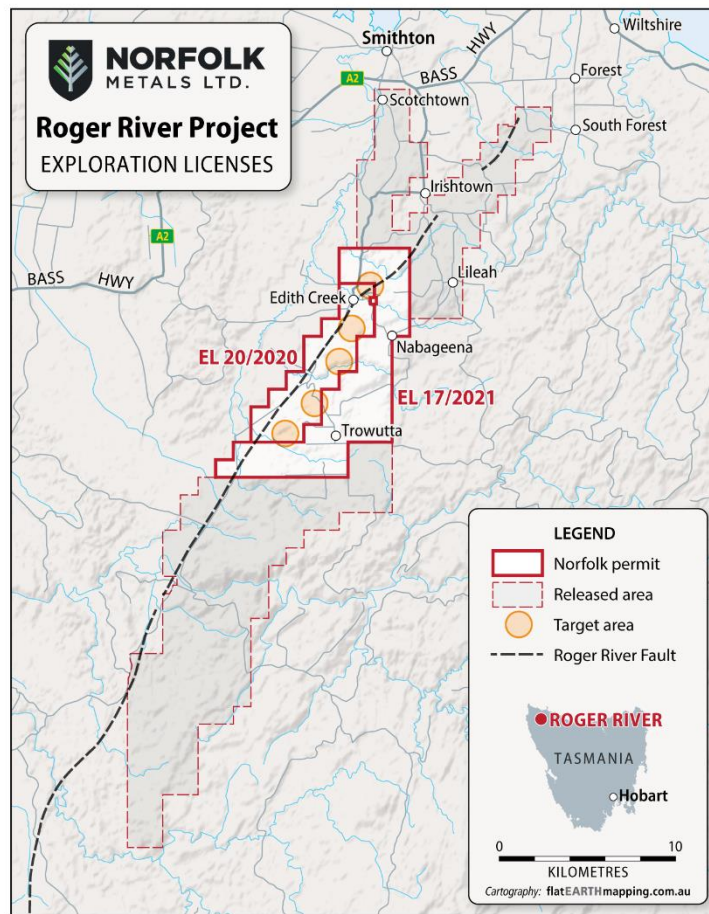 NORFOLK
METALS LTD.
Roger River Project
EXPLORATION LICENSES
Smithton
Wiltshire
HWY
BASS
A2
Scotchtown
Forest
South Forest
Irishtown
A2
BASS HWY
Lileah
Edith Creek
Nabageena
EL 20/2020
EL 17/2021
Trowutta
LEGEND
Norfolk permit
Released area
Target area
Roger River Fault
ROGER RIVER
TASMANIA
Hobart
0 10
KILOMETRES
Cartography: flatEARTHmapping.com.au